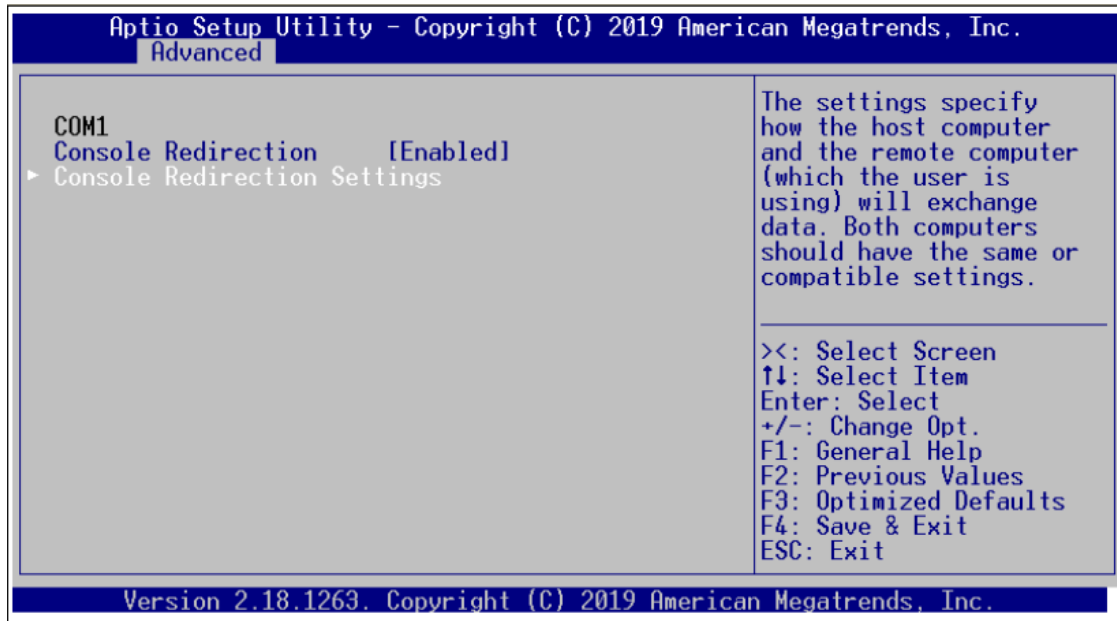 Aptio Setup Utility – Copyright (C) 2019 American Megatrends, Inc.
Advanced
COM1
Console Redirection [Enabled]
► Console Redirection Settings
The settings specify
how the host computer
and the remote computer
(which the user is
using) will exchange
data. Both computers
should have the same or
compatible settings.
><: Select Screen
↑↓: Select Item
Enter: Select
+/-: Change Opt.
F1: General Help
F2: Previous Values
F3: Optimized Defaults
F4: Save & Exit
ESC: Exit
Version 2.18.1263. Copyright (C) 2019 American Megatrends, Inc.